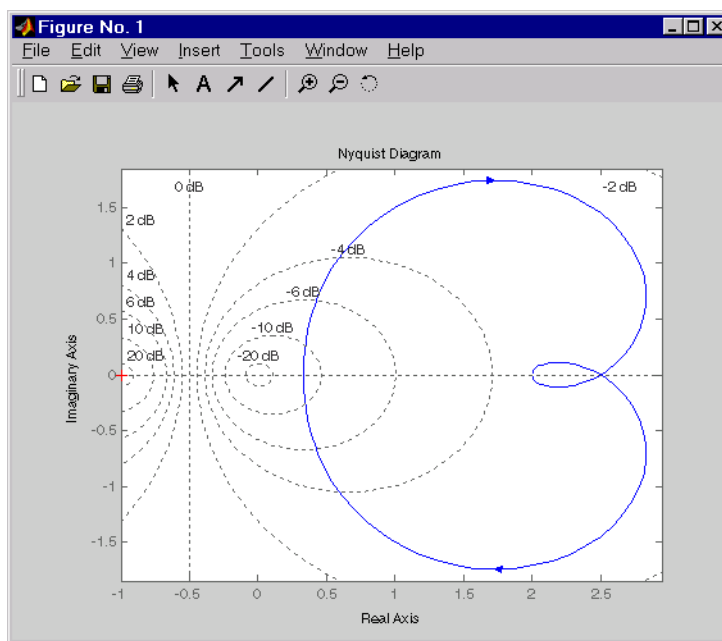 Figure No. 1
File Edit View Insert Tools Window Help
A
Nyquist Diagram
0 dB
-2 dB
2 dB
-4 dB
4 dB
-6 dB
6 dB
-10 dB
10 dB
-20 dB
20 dB
1.5
1
0.5
0
-0.5
-1
-1.5
Imaginary Axis
-1 -0.5 0 0.5 1 1.5 2 2.5
Real Axis